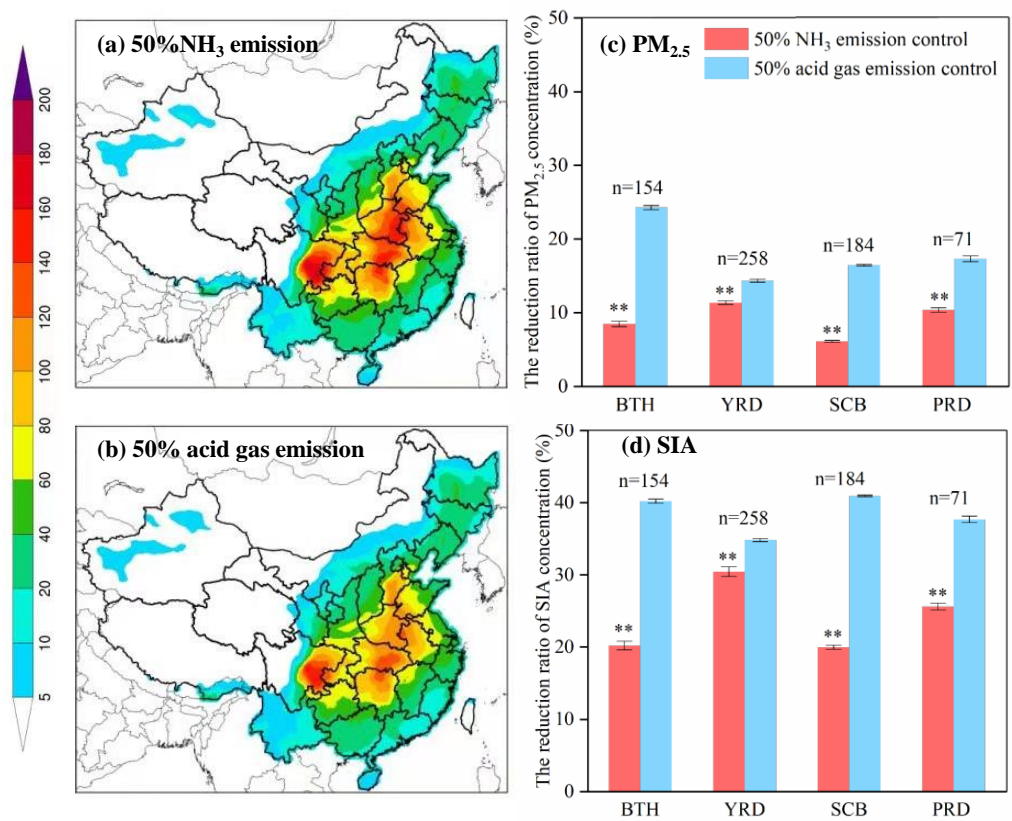 (a) 50%NH₃ emission
200
180
160
140
120
100
80
60
40
20
10
5
(b) 50% acid gas emission
(c) PM₂.₅
50% NH₃ emission control
50% acid gas emission control
The reduction ratio of PM₂.₅ concentration (%)
50
40
30
20
10
0
n=154
n=258
n=184
n=71
**
**
**
**
BTH YRD SCB PRD
(d) SIA
The reduction ratio of SIA concentration (%)
50
40
30
20
10
0
n=154
n=258
n=184
n=71
**
**
**
**
BTH YRD SCB PRD